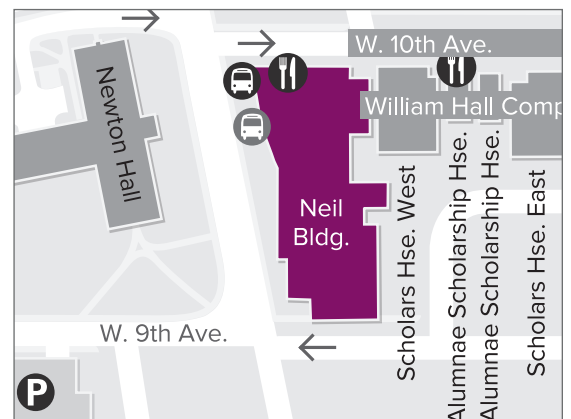 W. 10th Ave.
Newton Hall
William Hall Comp
Neil
Bldg.
Scholars Hse. West
Alumnae Scholarship Hse.
Alumnae Scholarship Hse.
Scholars Hse. East
W. 9th Ave.
P